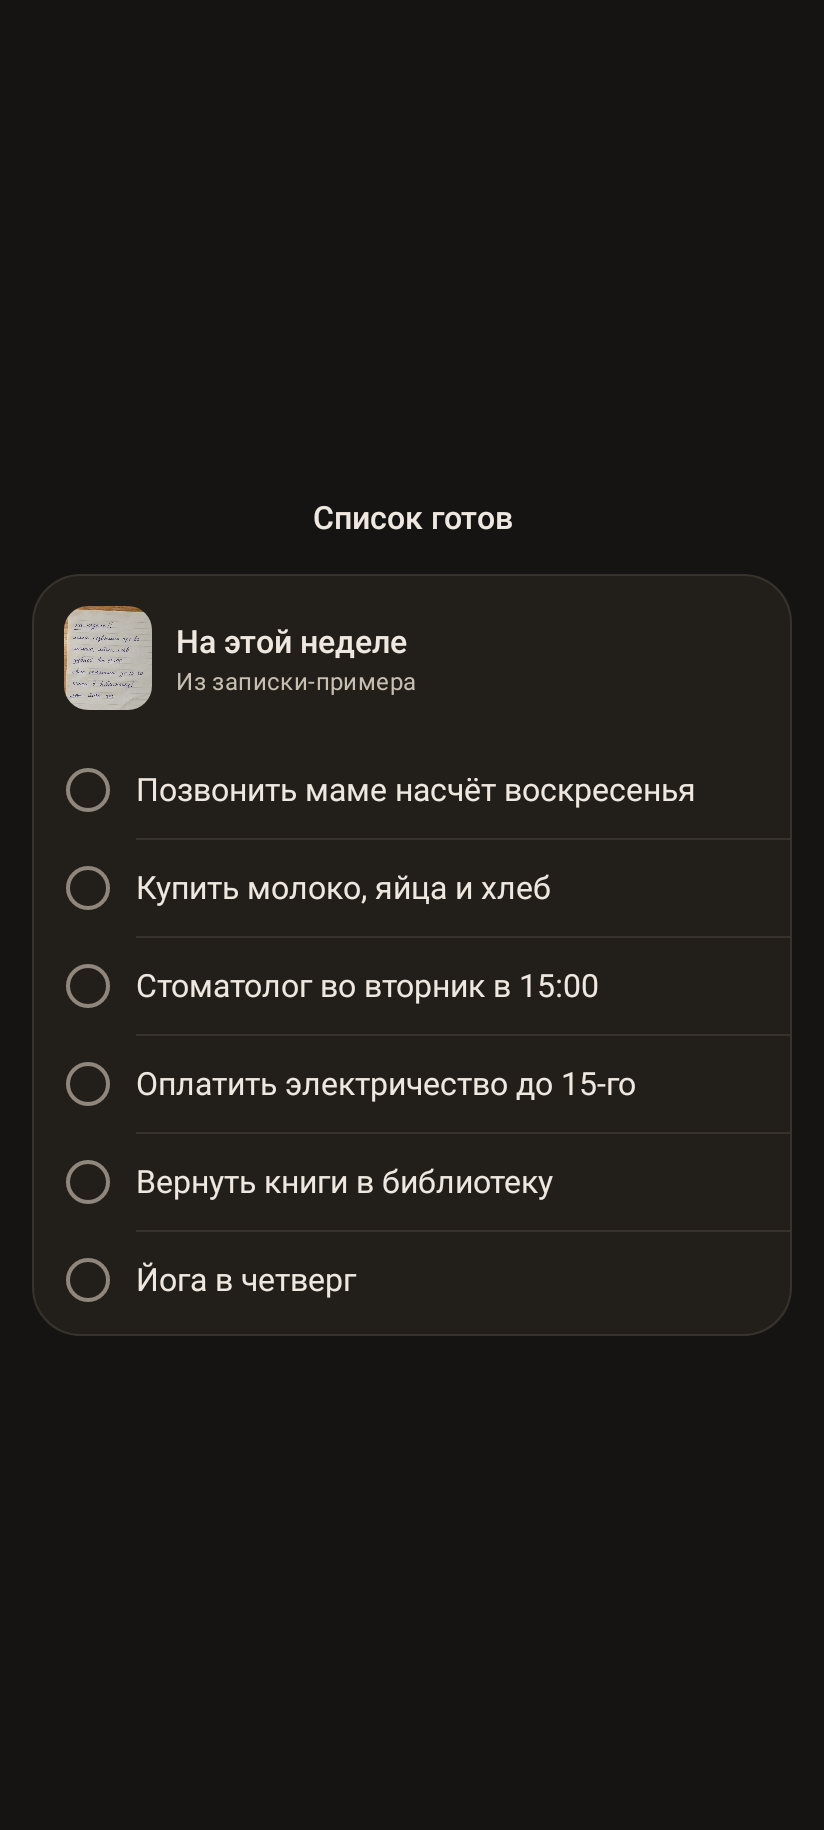 Список готов
На этой неделе
Из записки-примера
Позвонить маме насчёт воскресенья
Купить молоко, яйца и хлеб
Стоматолог во вторник в 15:00
Оплатить электричество до 15-го
Вернуть книги в библиотеку
Йога в четверг